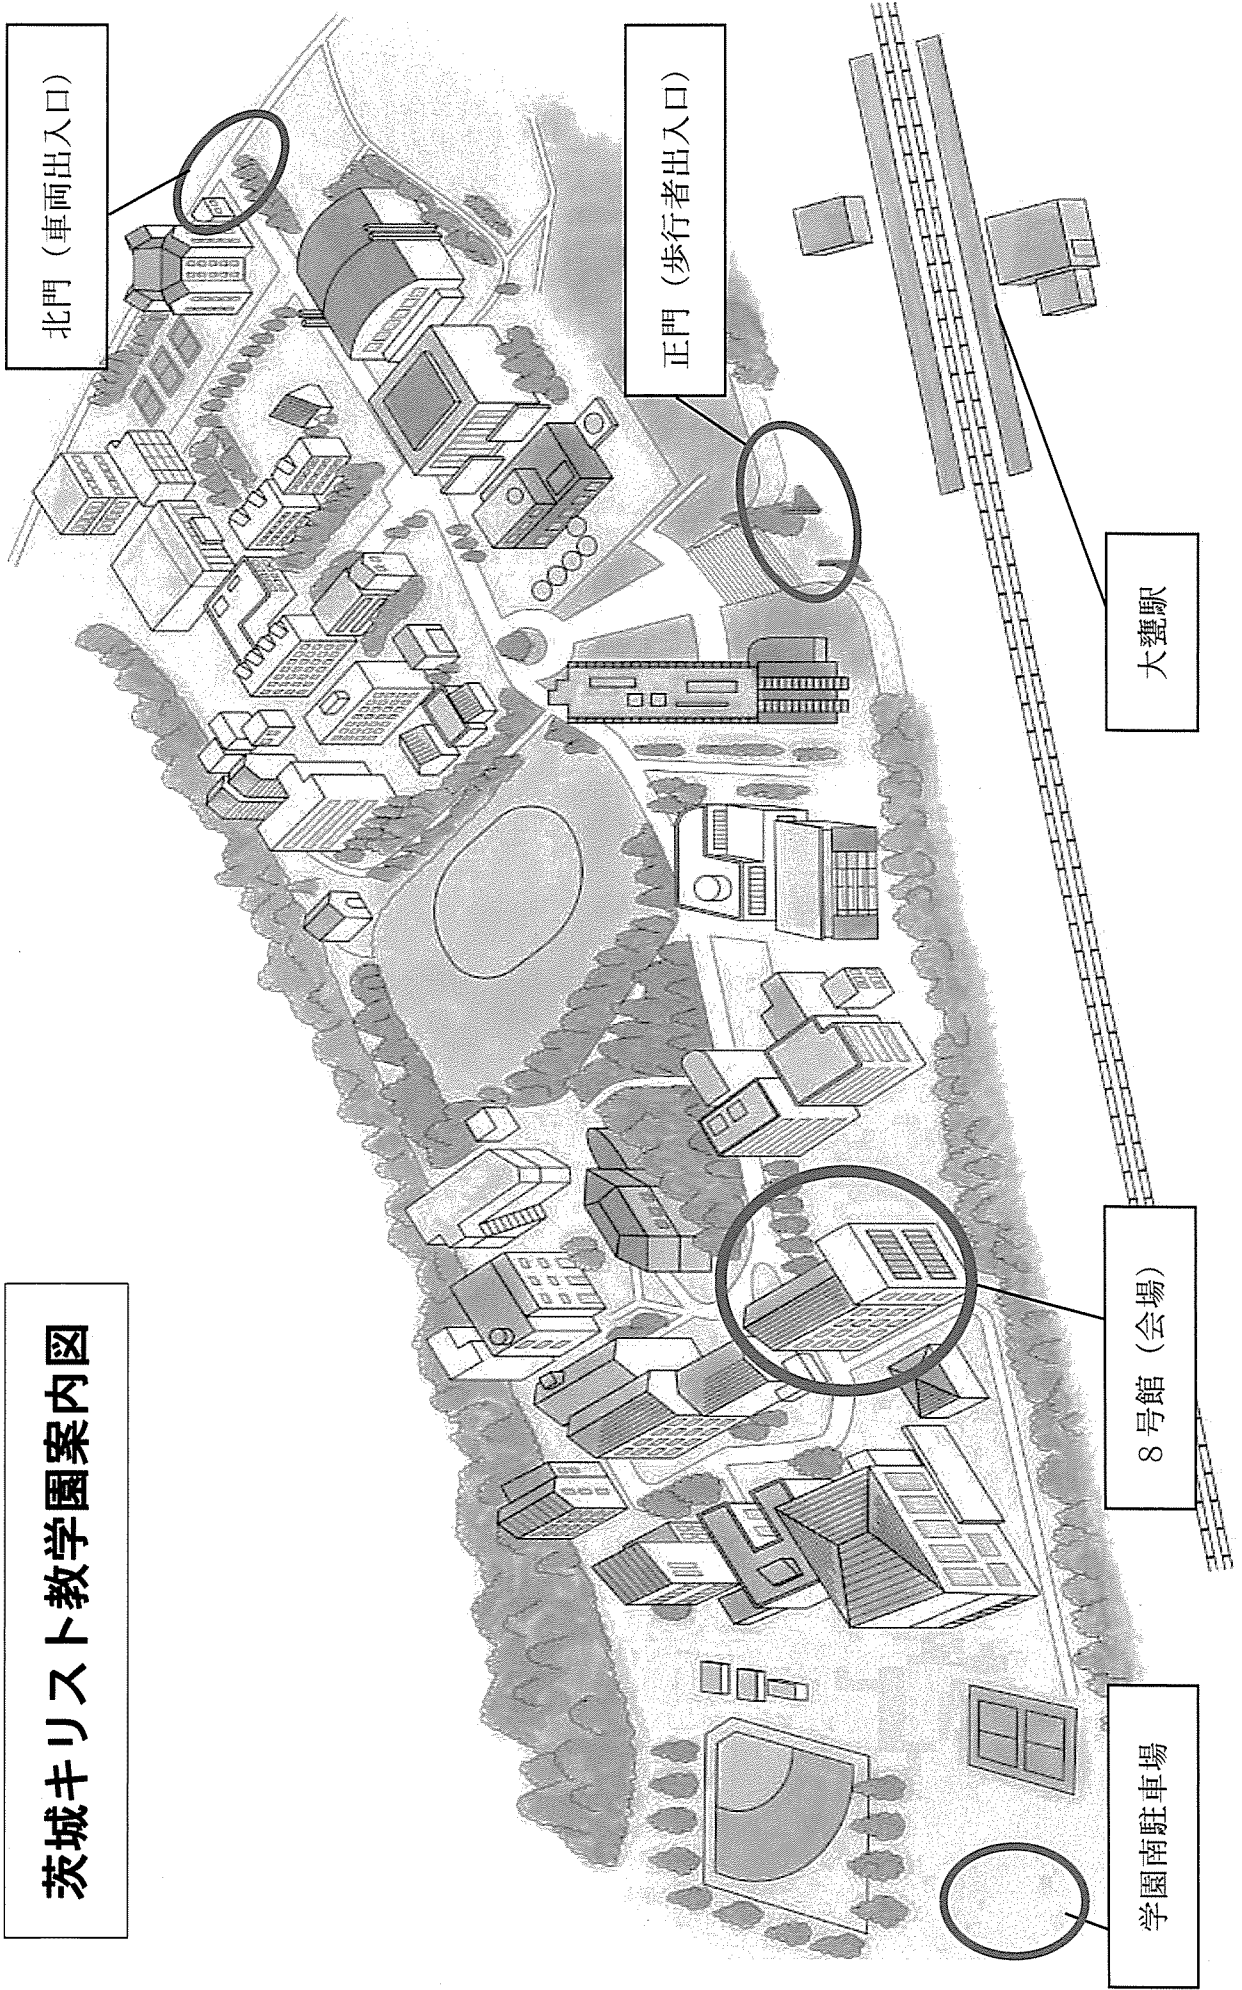 茨城キリスト教学園案内図
北門（車両出入口）
正門（歩行者出入口）
大甕駅
８号館（会場）
学園南駐車場